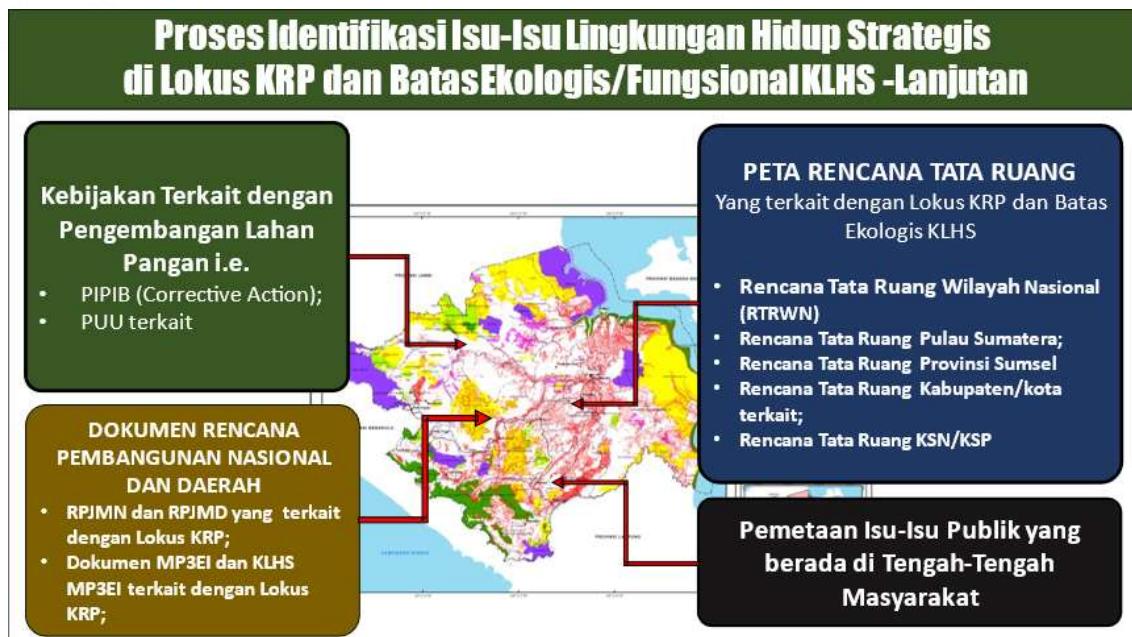 Proses Identifikasi Isu-Isu Lingkungan Hidup Strategis
di Lokus KRP dan Batas Ekologis/Fungsional KLHS -Lanjutan
Kebijakan Terkait dengan
Pengembangan Lahan
Pangan i.e.
• PIPIB (Corrective Action);
• PUU terkait
DOKUMEN RENCANA
PEMBANGUNAN NASIONAL
DAN DAERAH
• RPJMN dan RPJMD yang terkait
dengan Lokus KRP;
• Dokumen MP3EI dan KLHS
MP3EI terkait dengan Lokus
KRP;
PETA RENCANA TATA RUANG
Yang terkait dengan Lokus KRP dan Batas
Ekologis KLHS
• Rencana Tata Ruang Wilayah Nasional
(RTRWN)
• Rencana Tata Ruang Pulau Sumatera;
• Rencana Tata Ruang Provinsi Sumsel
• Rencana Tata Ruang Kabupaten/kota
terkait;
• Rencana Tata Ruang KSN/KSP
Pemetaan Isu-Isu Publik yang
berada di Tengah-Tengah
Masyarakat